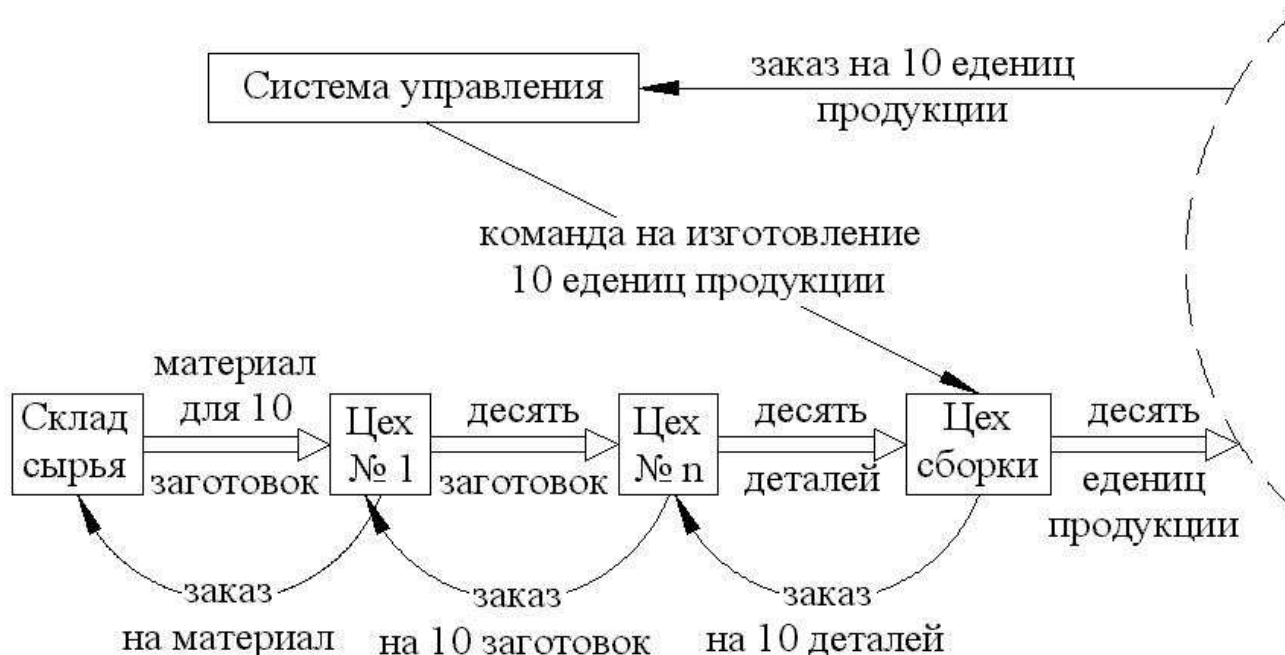 Система управления
заказ на 10 едениц
продукции
команда на изготовление
10 едениц продукции
Склад
сырья
материал
для 10
заготовок
Цех
№ 1
десять
заготовок
Цех
№ n
десять
деталей
Цех
сборки
десять
едениц
продукции
заказ
на материал
заказ
на 10 заготовок
заказ
на 10 деталей